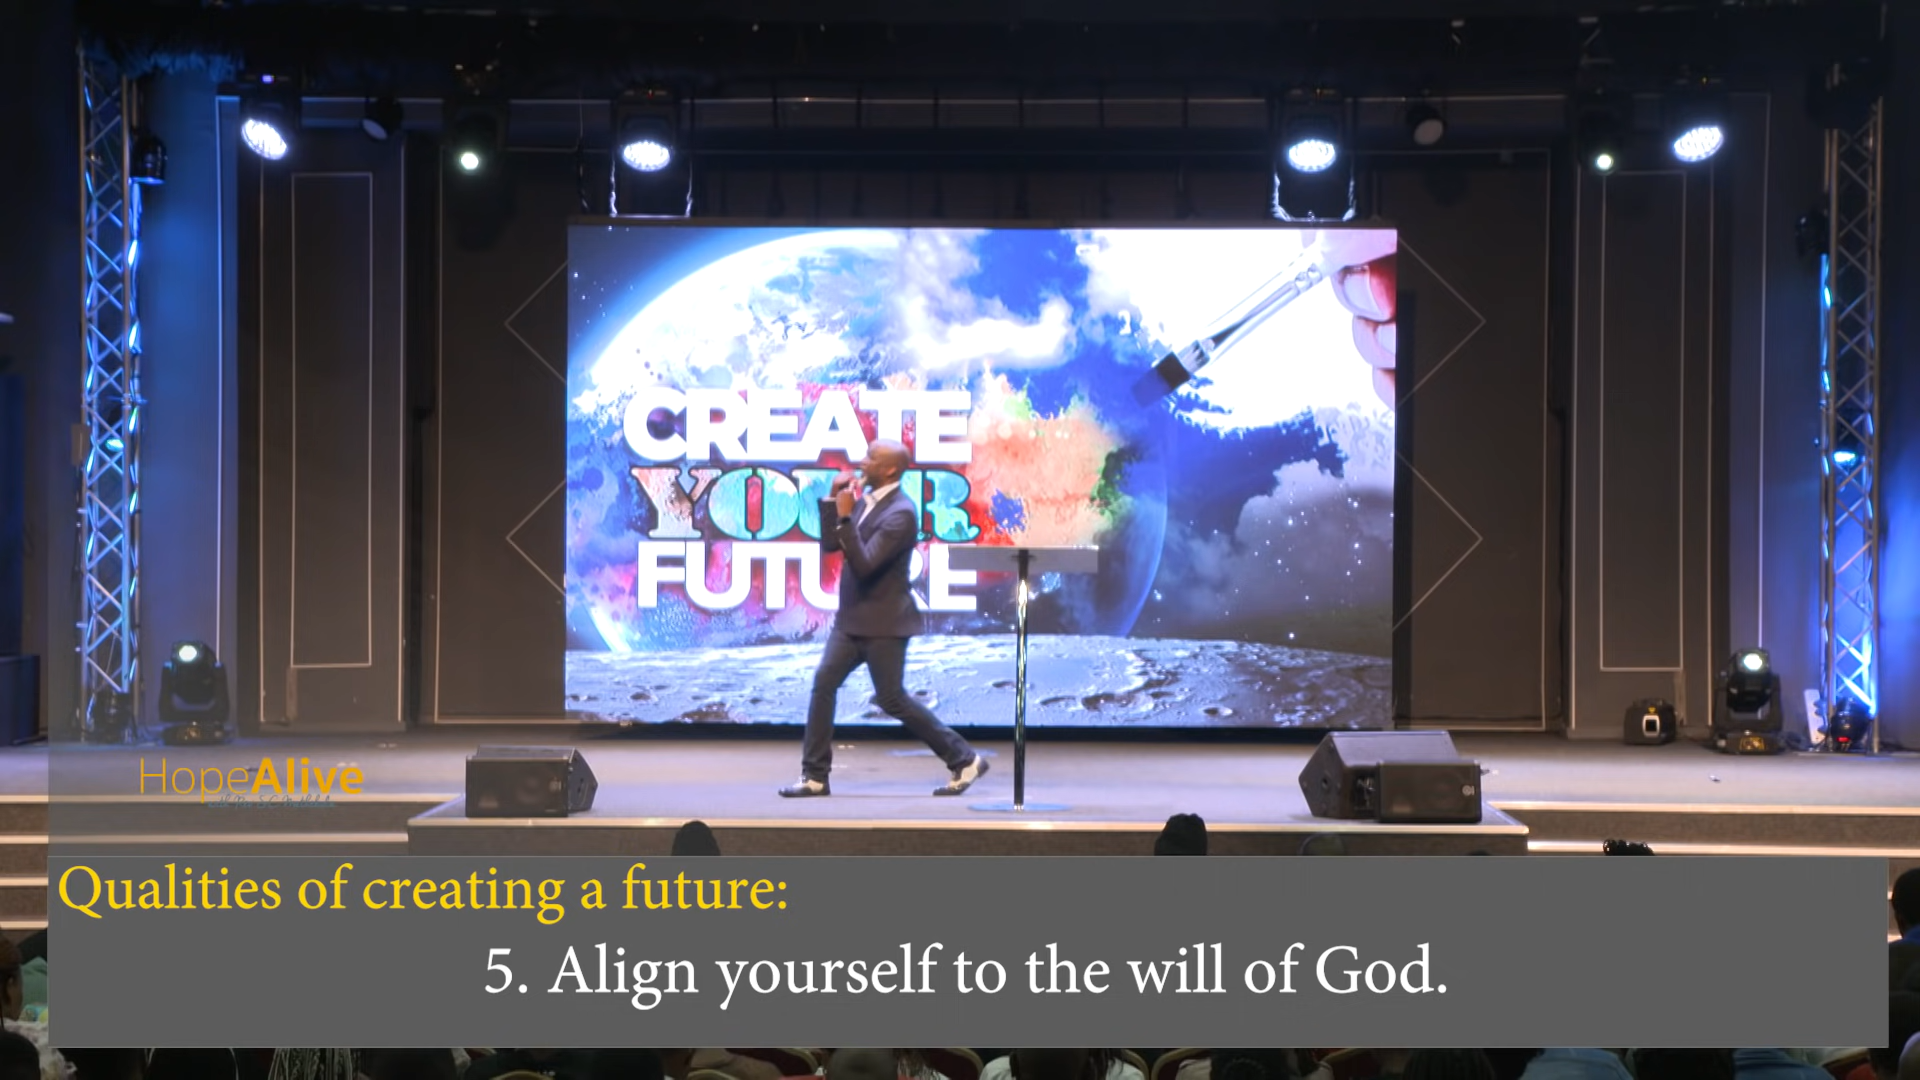 CREATE
YOUR
FUTURE
HopeAlive
Qualities of creating a future:
5. Align yourself to the will of God.